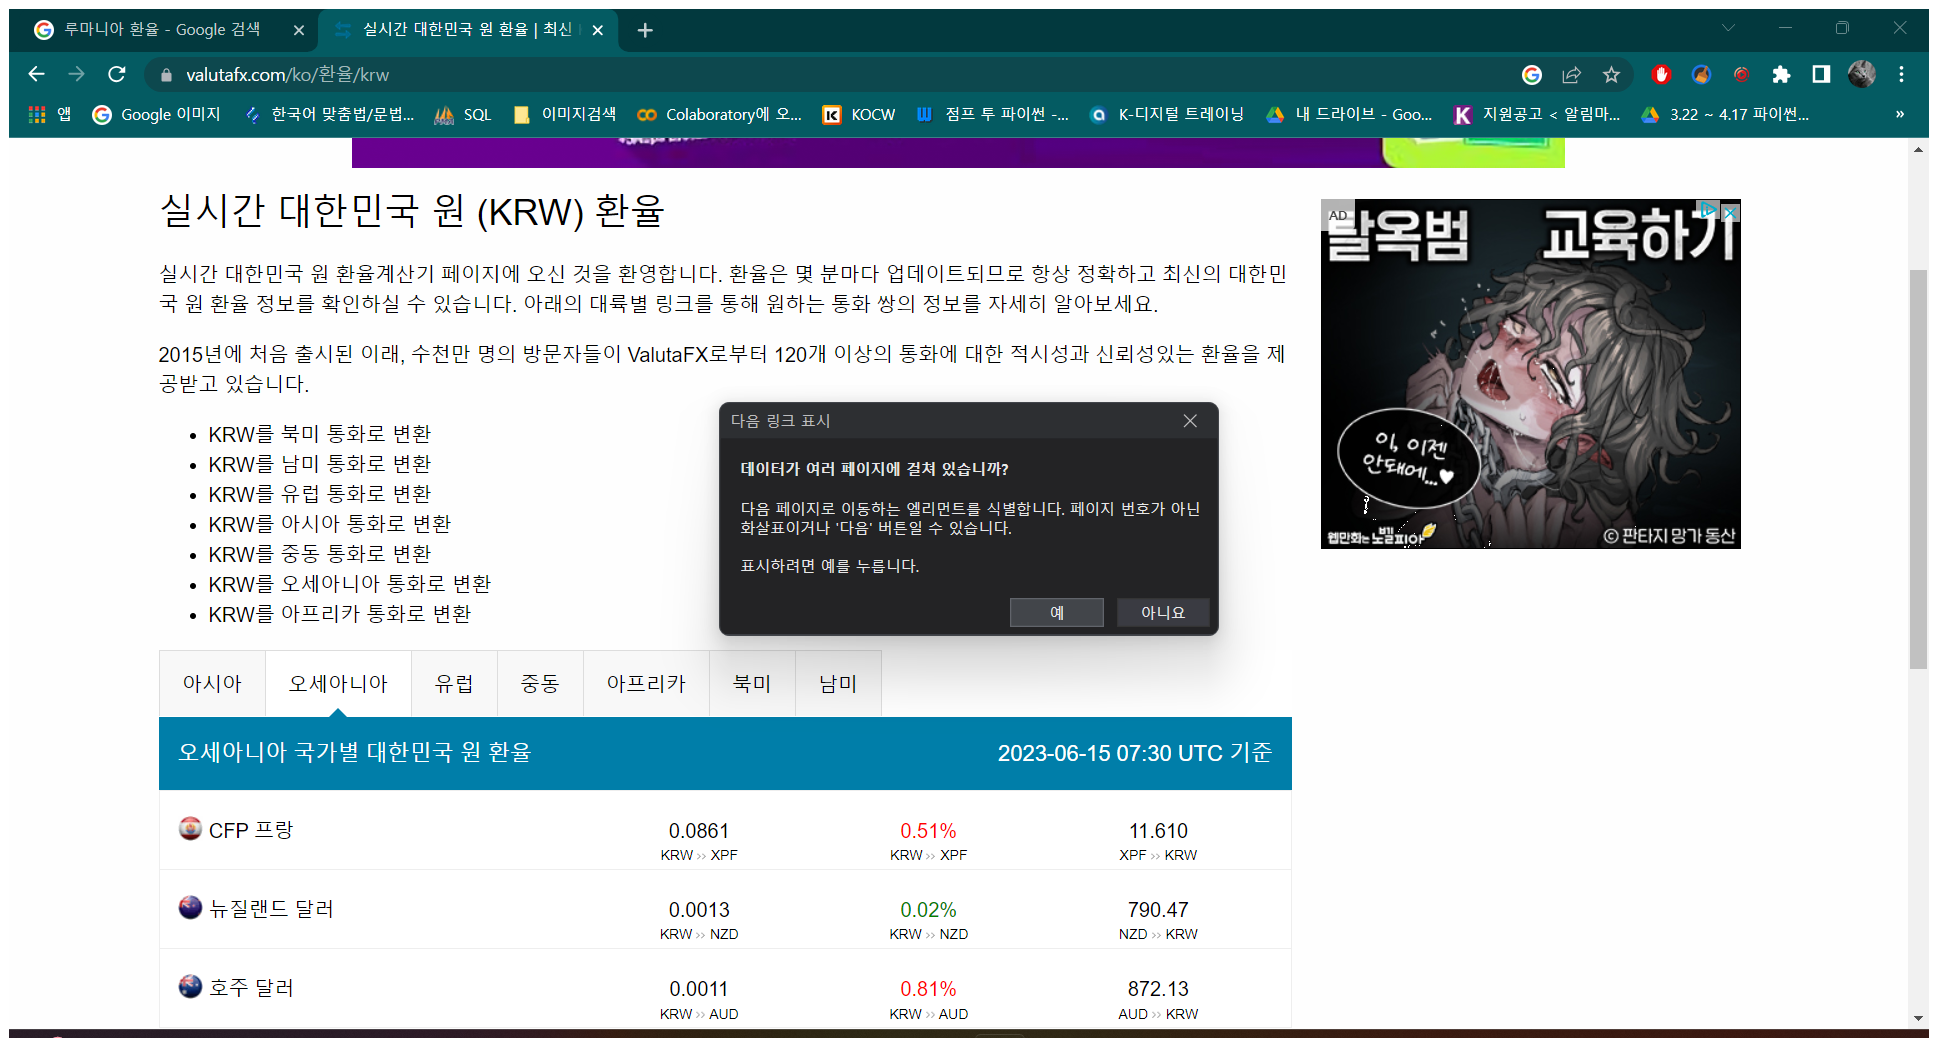 루마니아 환율 - Google 검색
실시간 대한민국 원 환율 | 최신
valutafx.com/ko/환율/krw
앱
Google 이미지
한국어 맞춤법/문법...
SQL
이미지검색
Colaboratory에 오...
KOCW
점프 투 파이썬 -...
K-디지털 트레이닝
내 드라이브 - Goo...
지원공고 < 알림마...
3.22 ~ 4.17 파이썬...
»
실시간 대한민국 원 (KRW) 환율
실시간 대한민국 원 환율계산기 페이지에 오신 것을 환영합니다. 환율은 몇 분마다 업데이트되므로 항상 정확하고 최신의 대한민
국 원 환율 정보를 확인하실 수 있습니다. 아래의 대륙별 링크를 통해 원하는 통화 쌍의 정보를 자세히 알아보세요.
2015년에 처음 출시된 이래, 수천만 명의 방문자들이 ValutaFX로부터 120개 이상의 통화에 대한 적시성과 신뢰성있는 환율을 제
공받고 있습니다.
• KRW를 북미 통화로 변환
• KRW를 남미 통화로 변환
• KRW를 유럽 통화로 변환
• KRW를 아시아 통화로 변환
• KRW를 중동 통화로 변환
• KRW를 오세아니아 통화로 변환
• KRW를 아프리카 통화로 변환
AD
탈옥범 교육하기
이, 이젠
안돼에...♥
웹만화는 노벨피아
© 판타지 망가 동산
다음 링크 표시
데이터가 여러 페이지에 걸쳐 있습니까?
다음 페이지로 이동하는 엘리먼트를 식별합니다. 페이지 번호가 아닌
화살표이거나 '다음' 버튼일 수 있습니다.
표시하려면 예를 누릅니다.
예
아니요
아시아
오세아니아
유럽
중동
아프리카
북미
남미
오세아니아 국가별 대한민국 원 환율
2023-06-15 07:30 UTC 기준
CFP 프랑 0.0861 0.51% 11.610
KRW ›› XPF KRW ›› XPF XPF ›› KRW
뉴질랜드 달러 0.0013 0.02% 790.47
KRW ›› NZD KRW ›› NZD NZD ›› KRW
호주 달러 0.0011 0.81% 872.13
KRW ›› AUD KRW ›› AUD AUD ›› KRW